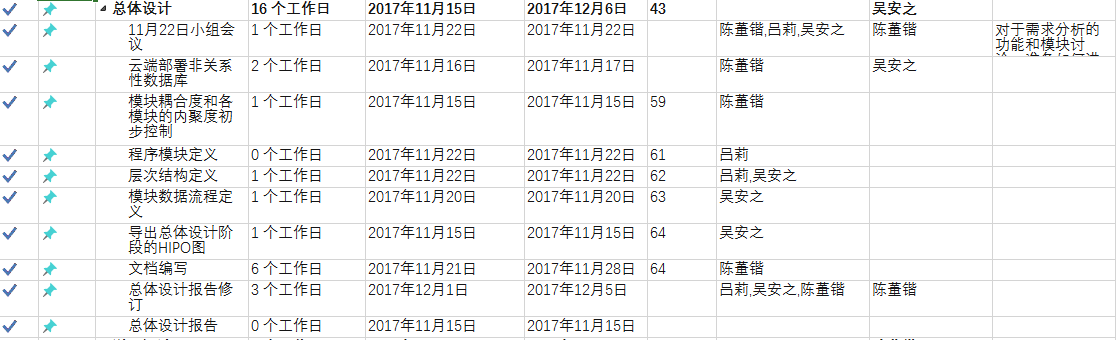 总体设计 16 个工作日 2017年11月15日 2017年12月6日 43 吴安之
11月22日小组会 1 个工作日 2017年11月22日 2017年11月22日 陈堇锴,吕莉,吴安之 陈堇锴 对于需求分析的
议 功能和模块讨
云端部署非关系 2 个工作日 2017年11月16日 2017年11月17日 陈堇锴 吴安之
性数据库
模块耦合度和各 1 个工作日 2017年11月15日 2017年11月15日 59 陈堇锴
模块的内聚度初
步控制
程序模块定义 0 个工作日 2017年11月22日 2017年11月22日 61 吕莉
层次结构定义 1 个工作日 2017年11月22日 2017年11月22日 62 吕莉,吴安之
模块数据流程定 1 个工作日 2017年11月20日 2017年11月20日 63 吴安之
义
导出总体设计阶 1 个工作日 2017年11月15日 2017年11月15日 64 吴安之
段的HIPO图
文档编写 6 个工作日 2017年11月21日 2017年11月28日 64 陈堇锴
总体设计报告修 3 个工作日 2017年12月1日 2017年12月5日 吕莉,吴安之,陈堇锴 陈堇锴
订
总体设计报告 0 个工作日 2017年11月15日 2017年11月15日